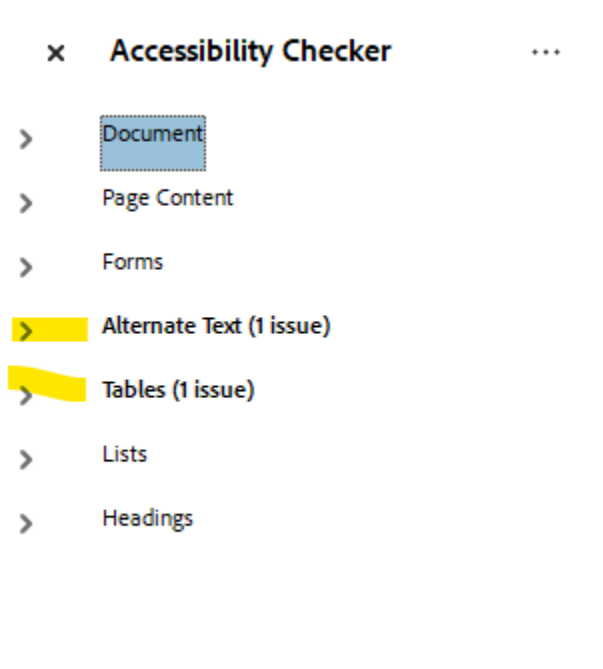 Accessibility Checker
Document
Page Content
Forms
Alternate Text (1 issue)
Tables (1 issue)
Lists
Headings